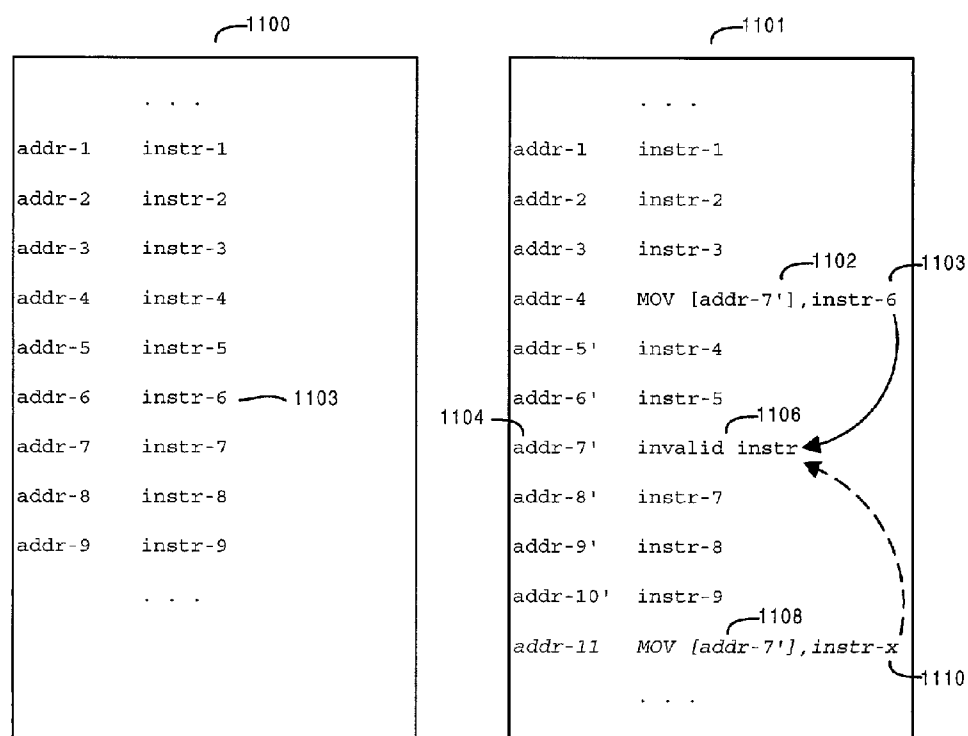 1100
. . .
addr-1 instr-1
addr-2 instr-2
addr-3 instr-3
addr-4 instr-4
addr-5 instr-5
addr-6 instr-6 1103
addr-7 instr-7
addr-8 instr-8
addr-9 instr-9
. . .
1101
. . .
addr-1 instr-1
addr-2 instr-2
addr-3 instr-3
1102 1103
addr-4 MOV [addr-7'],instr-6
addr-5' instr-4
addr-6' instr-5
1104 1106
addr-7' invalid instr
addr-8' instr-7
addr-9' instr-8
addr-10' instr-9
1108
addr-11 MOV [addr-7'],instr-x
1110
. . .